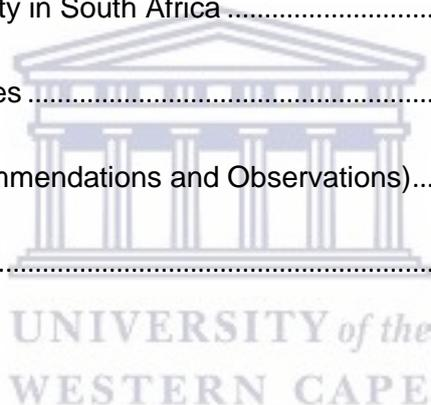 ty in South Africa ................................
es ..............................................................
mmendations and Observations)...
.................................................................
UNIVERSITY of the
WESTERN CAPE